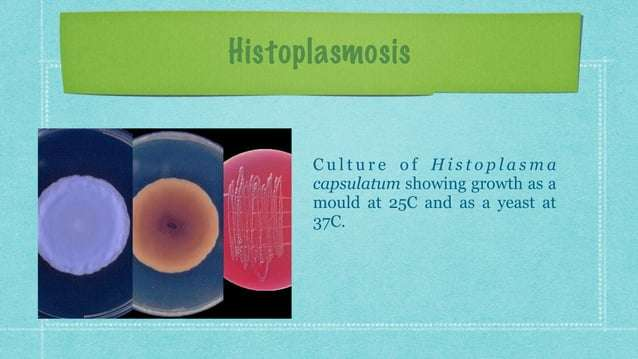 Histoplasmosis
Culture of Histoplasma
capsulatum showing growth as a
mould at 25C and as a yeast at
37C.